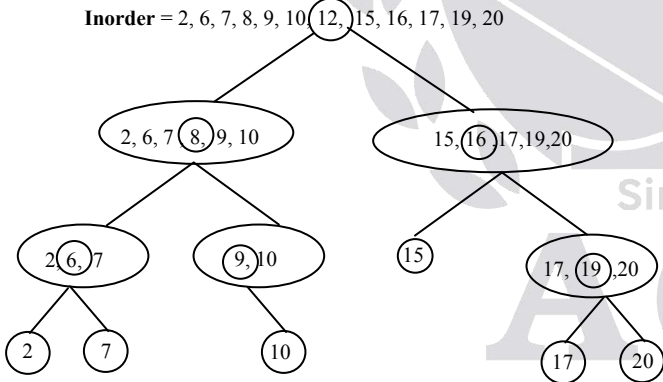 Inorder = 2, 6, 7, 8, 9, 10, 12, 15, 16, 17, 19, 20
2, 6, 7 8, 9, 10
15, 16 ,17,19,20
2, 6, 7
9, 10
15
17, 19 ,20
2
7
10
17
20